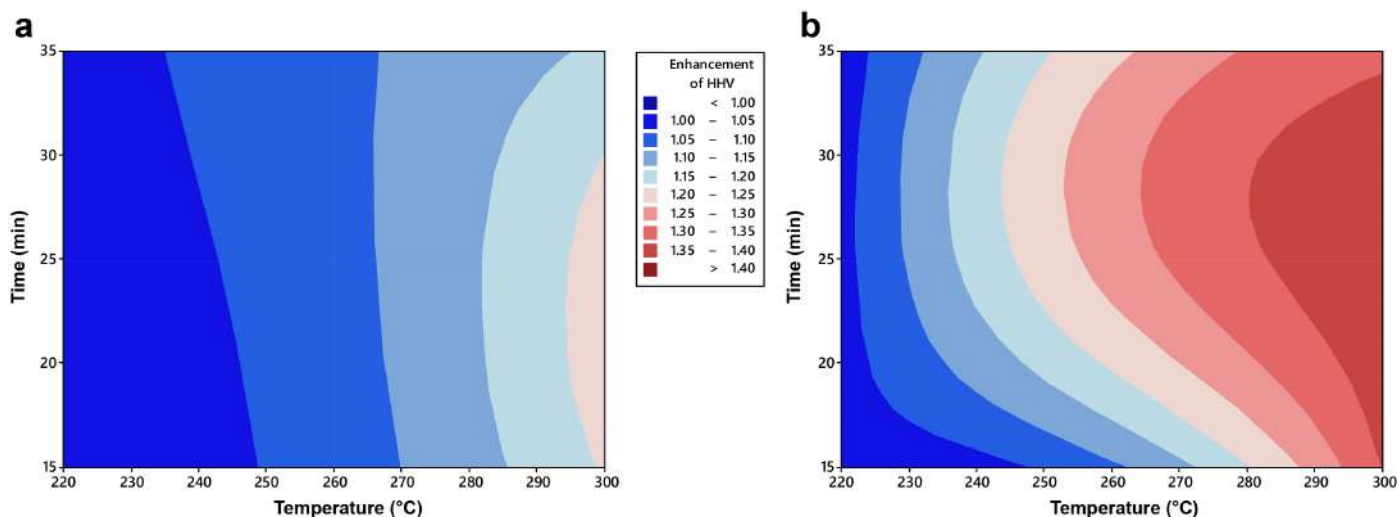 a
35
30
25
20
15
Time (min)
220 230 240 250 260 270 280 290 300
Temperature (°C)
Enhancement
of HHV
< 1.00
1.00 – 1.05
1.05 – 1.10
1.10 – 1.15
1.15 – 1.20
1.20 – 1.25
1.25 – 1.30
1.30 – 1.35
1.35 – 1.40
> 1.40
b
35
30
25
20
15
Time (min)
220 230 240 250 260 270 280 290 300
Temperature (°C)